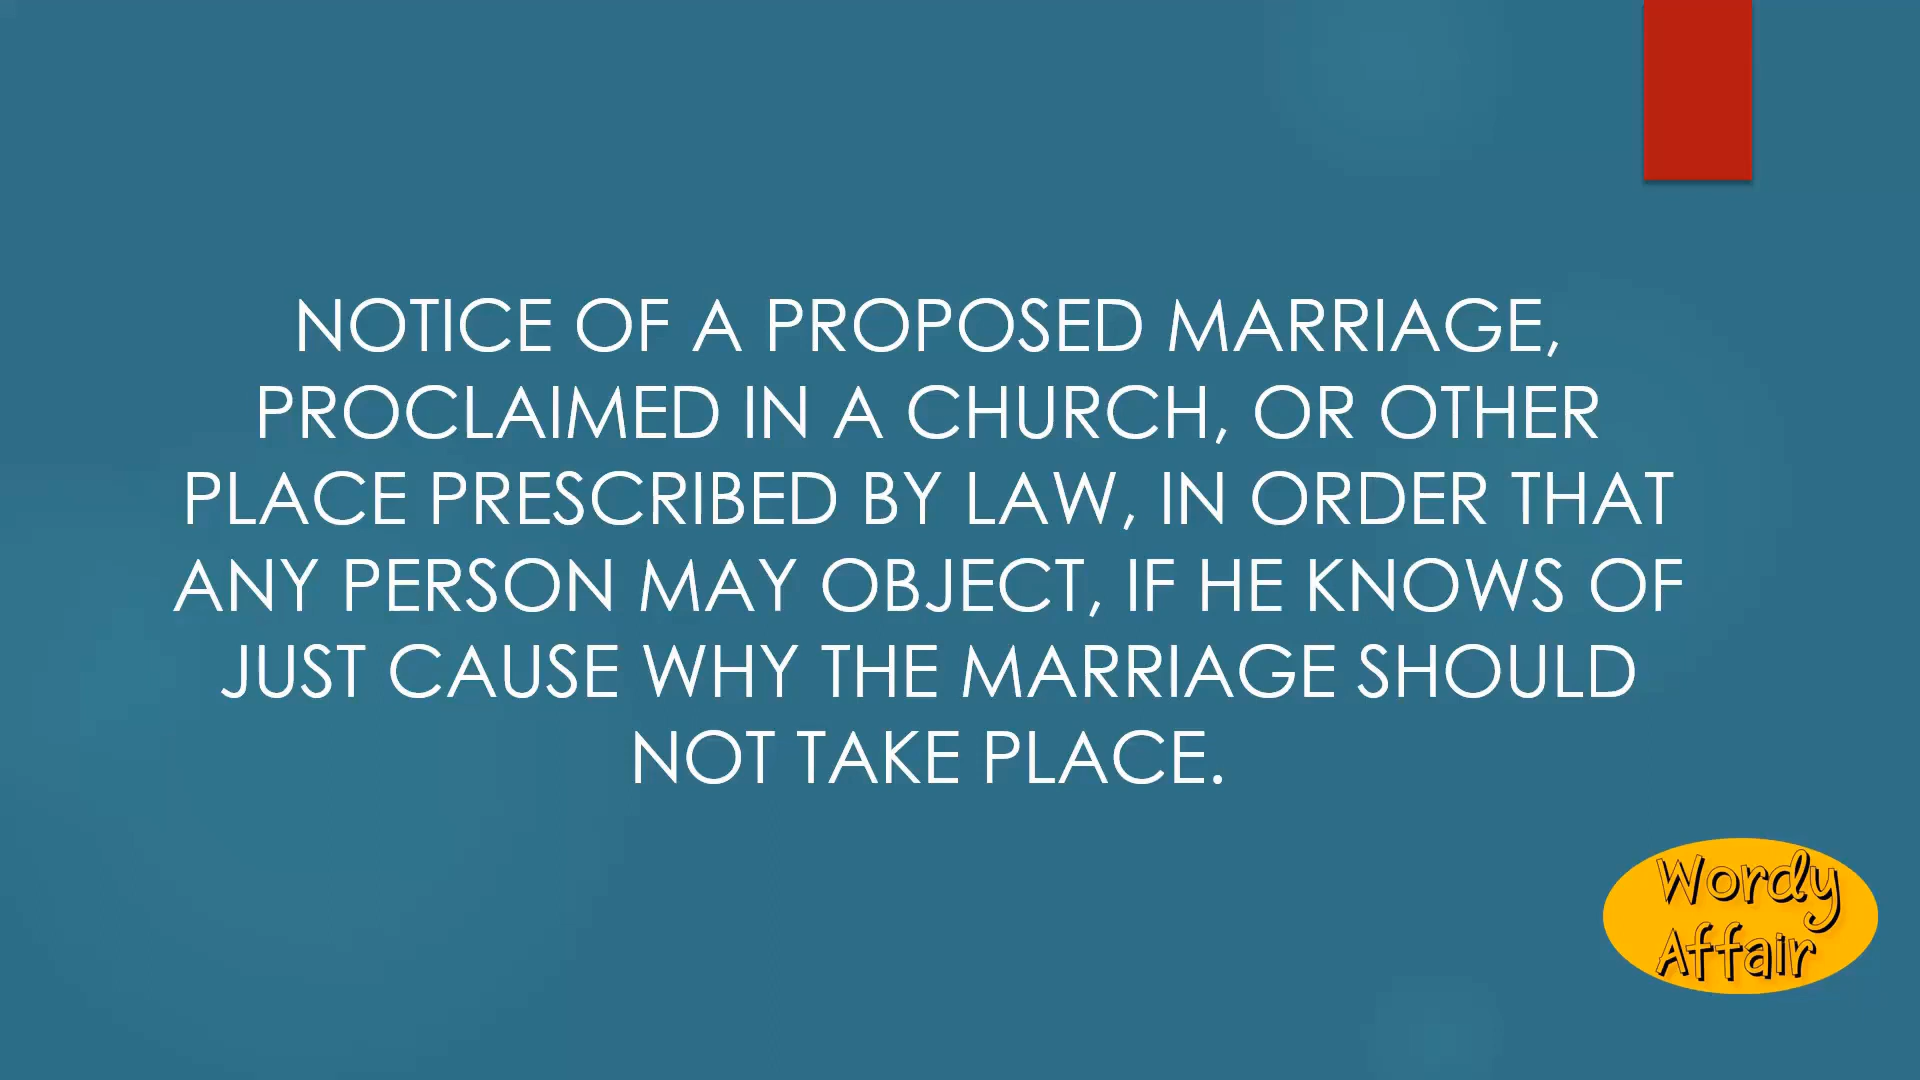 NOTICE OF A PROPOSED MARRIAGE,
PROCLAIMED IN A CHURCH, OR OTHER
PLACE PRESCRIBED BY LAW, IN ORDER THAT
ANY PERSON MAY OBJECT, IF HE KNOWS OF
JUST CAUSE WHY THE MARRIAGE SHOULD
NOT TAKE PLACE.
Wordy
Affair